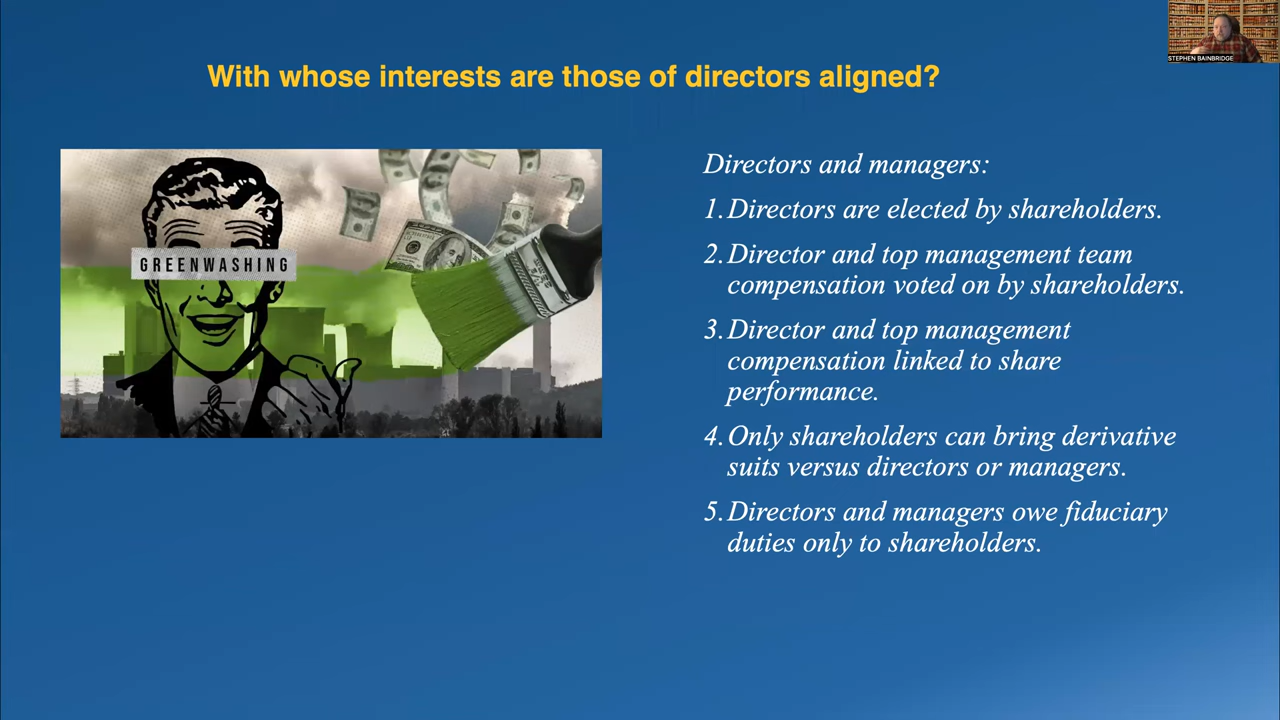 With whose interests are those of directors aligned?
STEPHEN BAINBRIDGE
GREENWASHING
Directors and managers:
1. Directors are elected by shareholders.
2. Director and top management team
compensation voted on by shareholders.
3. Director and top management
compensation linked to share
performance.
4. Only shareholders can bring derivative
suits versus directors or managers.
5. Directors and managers owe fiduciary
duties only to shareholders.